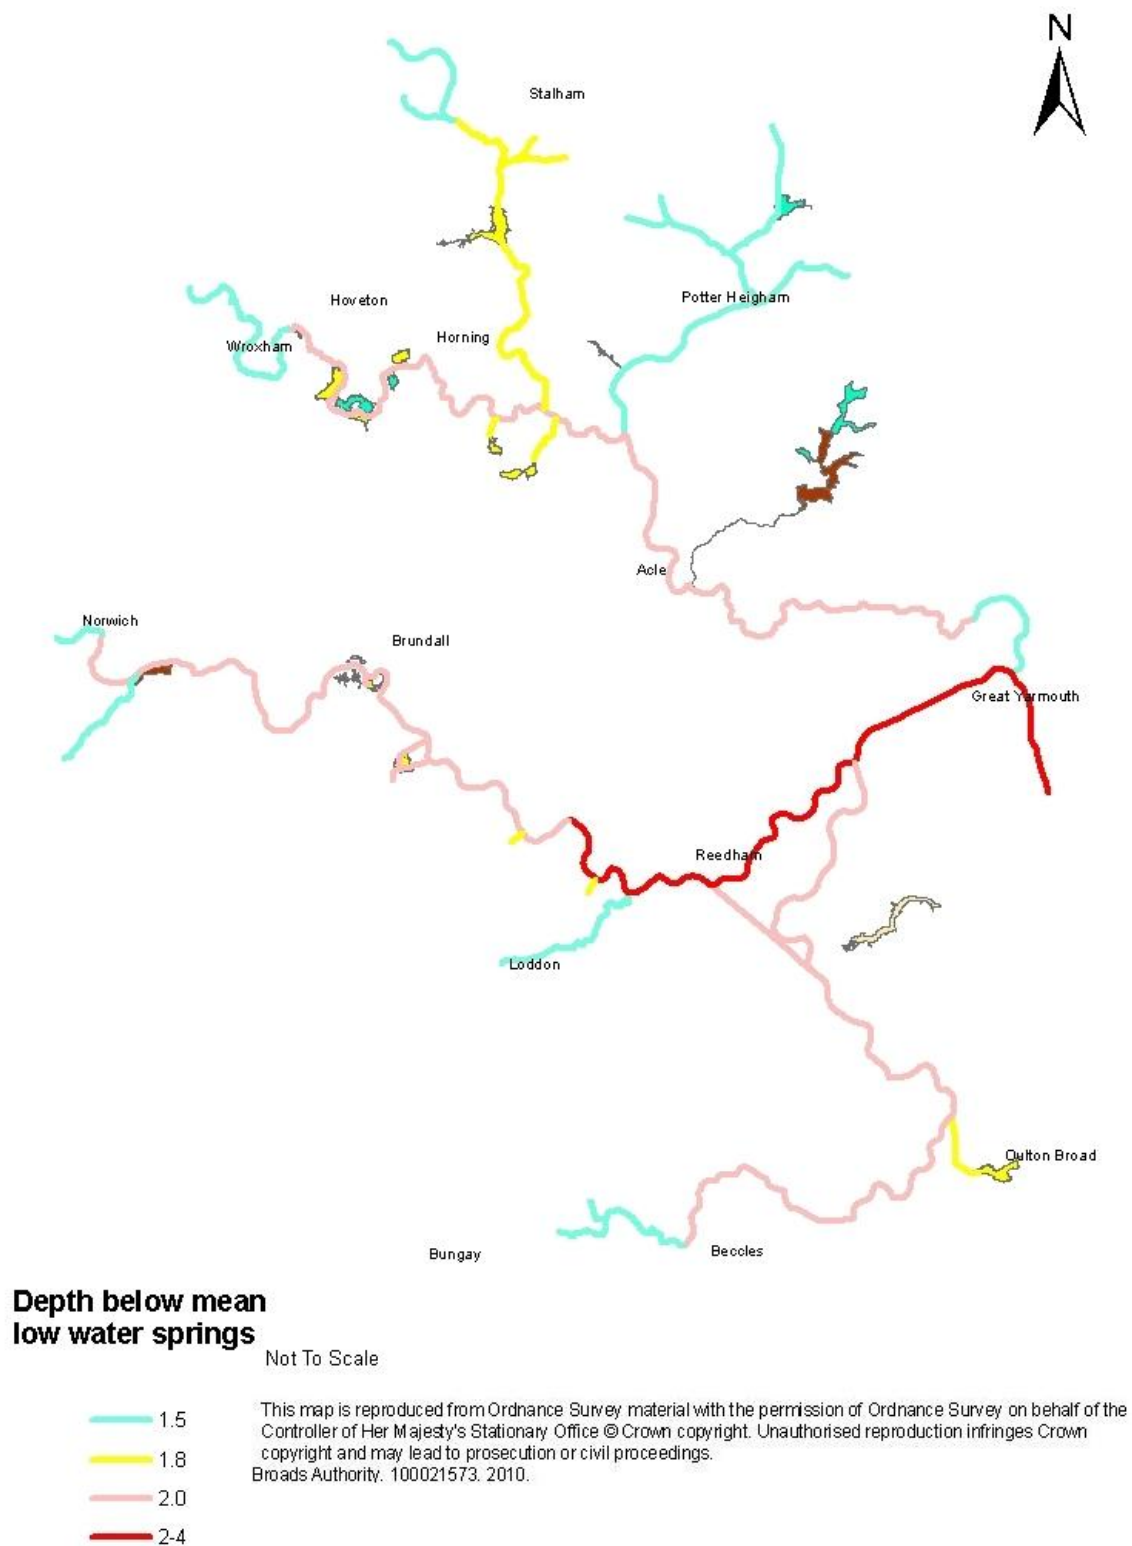 N
Stalham
Potter Heigham
Hoveton
Horning
Wroxham
Acle
Norwich
Brundall
Great Yarmouth
Reedham
Loddon
Oulton Broad
Bungay
Beccles
Depth below mean
low water springs
Not To Scale
1.5
1.8
2.0
2-4
This map is reproduced from Ordnance Survey material with the permission of Ordnance Survey on behalf of the
Controller of Her Majesty's Stationary Office © Crown copyright. Unauthorised reproduction infringes Crown
copyright and may lead to prosecution or civil proceedings.
Broads Authority. 100021573. 2010.